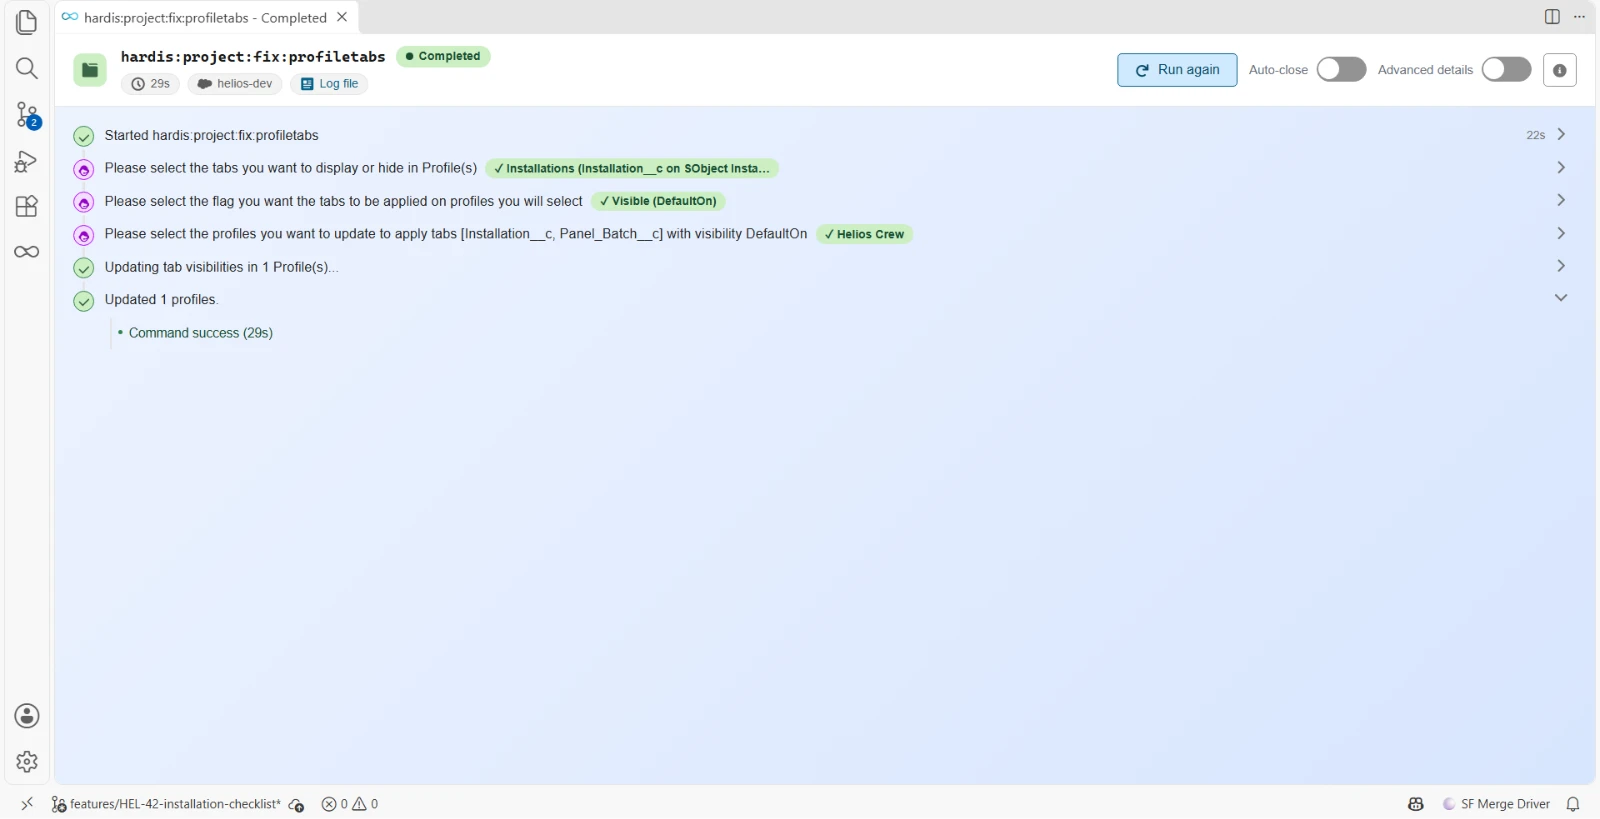 hardis:project:fix:profiletabs - Completed
hardis:project:fix:profiletabs
Completed
29s
helios-dev
Log file
Run again
Auto-close
Advanced details
Started hardis:project:fix:profiletabs
22s
Please select the tabs you want to display or hide in Profile(s) ✓ Installations (Installation__c on SObject Insta...
Please select the flag you want the tabs to be applied on profiles you will select ✓ Visible (DefaultOn)
Please select the profiles you want to update to apply tabs [Installation__c, Panel_Batch__c] with visibility DefaultOn ✓ Helios Crew
Updating tab visibilities in 1 Profile(s)...
Updated 1 profiles.
• Command success (29s)
2
features/HEL-42-installation-checklist*
0
0
SF Merge Driver